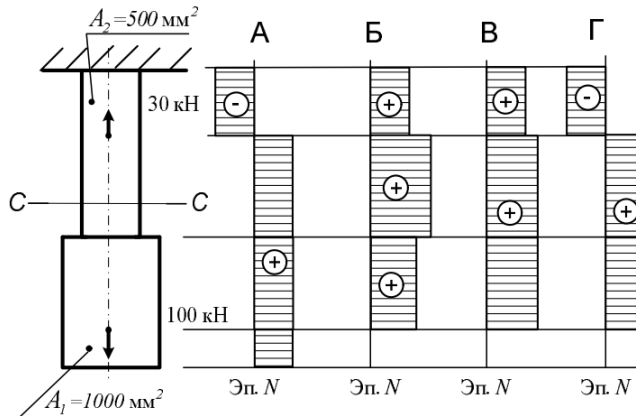 A₂=500 мм²
А Б В Г
30 кН
- + + -
C C
+ + + +
+
100 кН
A₁=1000 мм²
Эп. N Эп. N Эп. N Эп. N